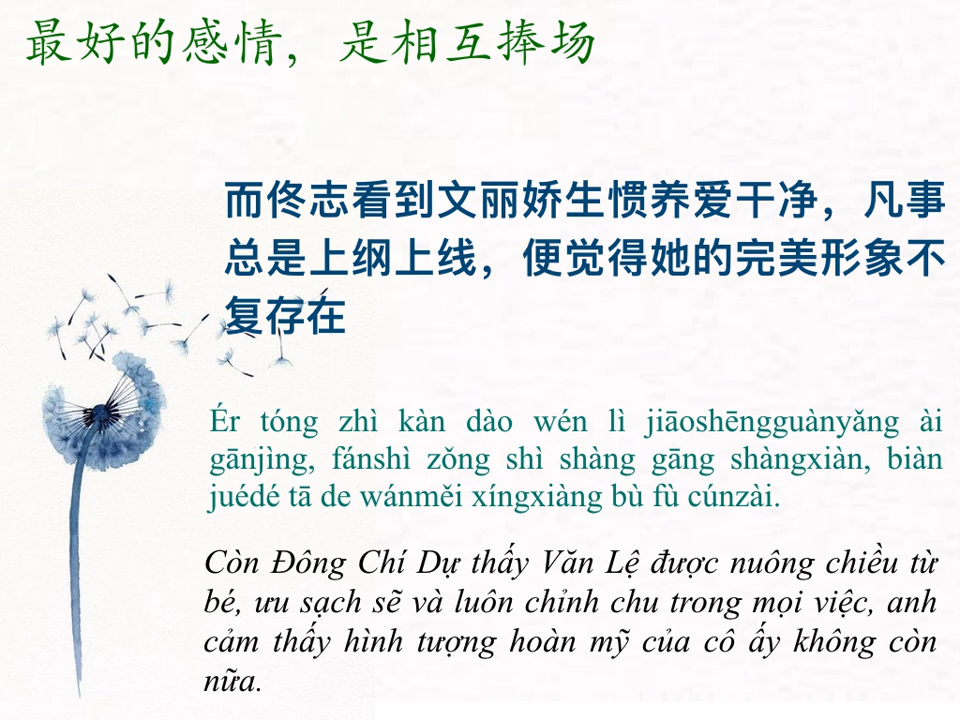 最好的感情，是相互捧场
而佟志看到文丽娇生惯养爱干净，凡事
总是上纲上线，便觉得她的完美形象不
复存在
Ér tóng zhì kàn dào wén lì jiāoshēngguànyǎng ài
gānjìng, fánshì zǒng shì shàng gāng shàngxiàn, biàn
juédé tā de wánměi xíngxiàng bù fù cúnzài.
Còn Đông Chí Dự thấy Văn Lệ được nuông chiều từ
bé, ưu sạch sẽ và luôn chỉnh chu trong mọi việc, anh
cảm thấy hình tượng hoàn mỹ của cô ấy không còn
nữa.